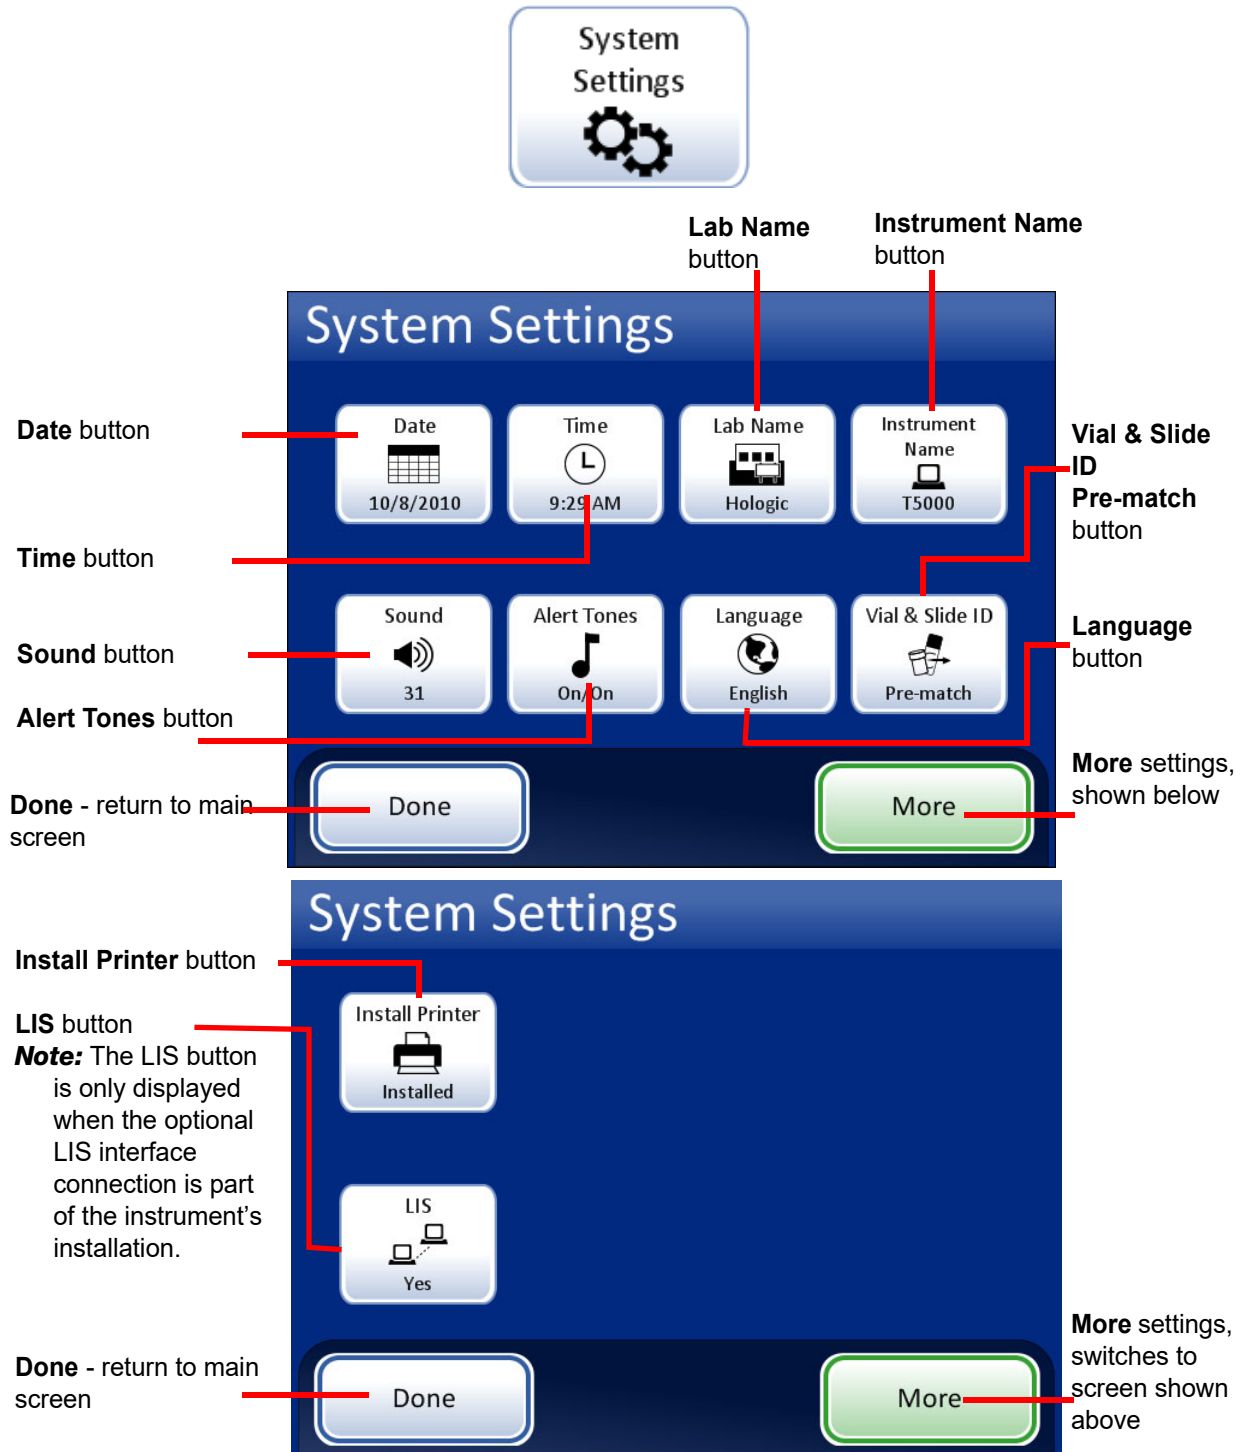 System
Settings
Lab Name
button
Instrument Name
button
System Settings
Date button
Date
10/8/2010
Time
9:29 AM
Lab Name
Hologic
Instrument
Name
T5000
Vial & Slide
ID
Pre-match
button
Time button
Sound button
Sound
31
Alert Tones
On/On
Language
English
Vial & Slide ID
Pre-match
Language
button
Alert Tones button
Done - return to main
screen
Done
More
More settings,
shown below
System Settings
Install Printer button
Install Printer
Installed
LIS button
Note: The LIS button
is only displayed
when the optional
LIS interface
connection is part
of the instrument’s
installation.
LIS
Yes
Done - return to main
screen
Done
More
More settings,
switches to
screen shown
above